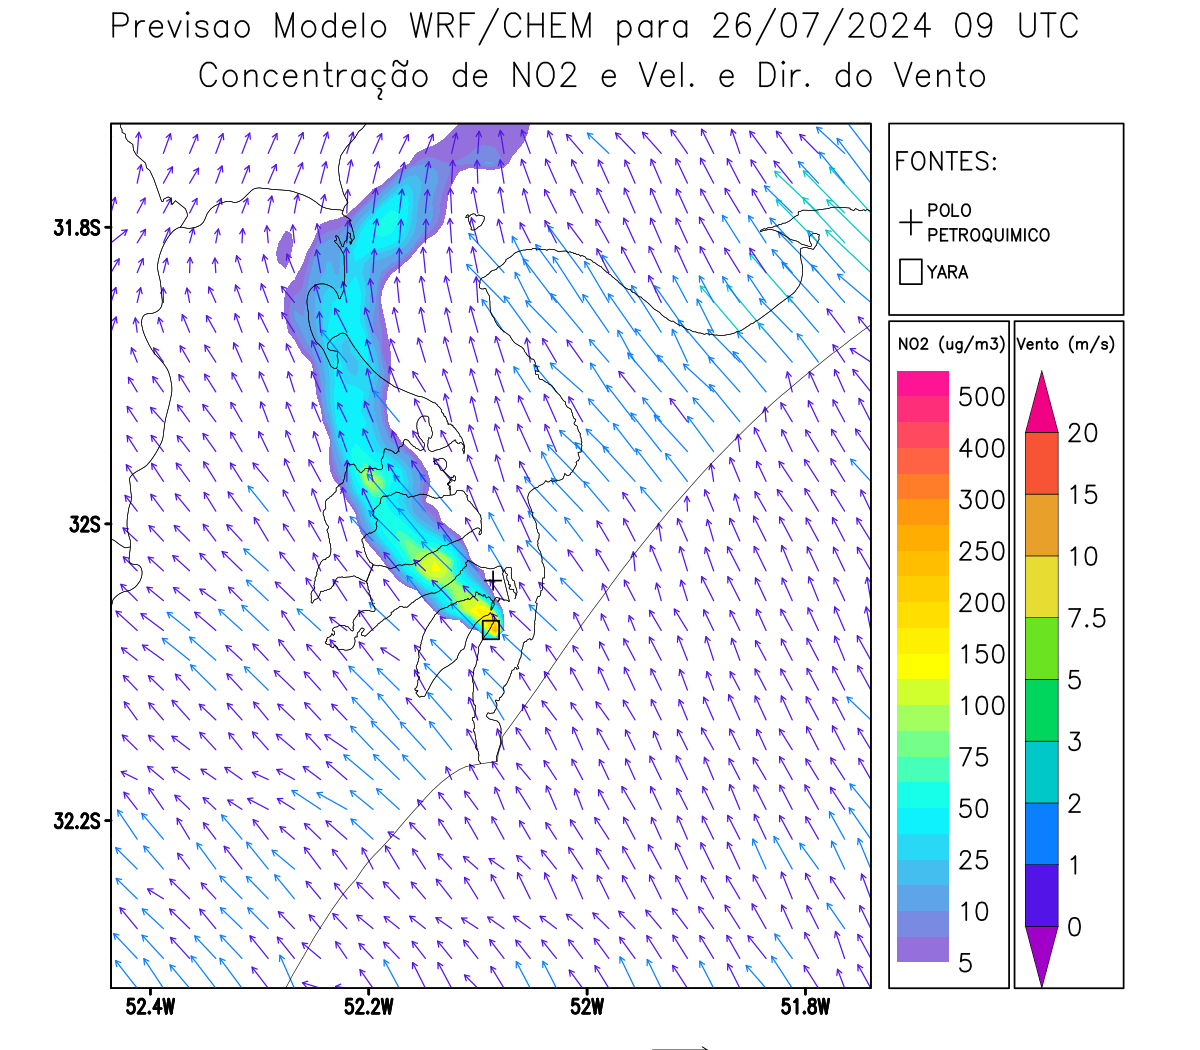 Previsao Modelo WRF/CHEM para 26/07/2024 09 UTC
Concentração de NO2 e Vel. e Dir. do Vento
FONTES:
POLO
PETROQUIMICO
YARA
NO2 (ug/m3)
500
400
300
250
200
150
100
75
50
25
10
5
Vento (m/s)
20
15
10
7.5
5
3
2
1
0
31.8S
32S
32.2S
52.4W
52.2W
52W
51.8W